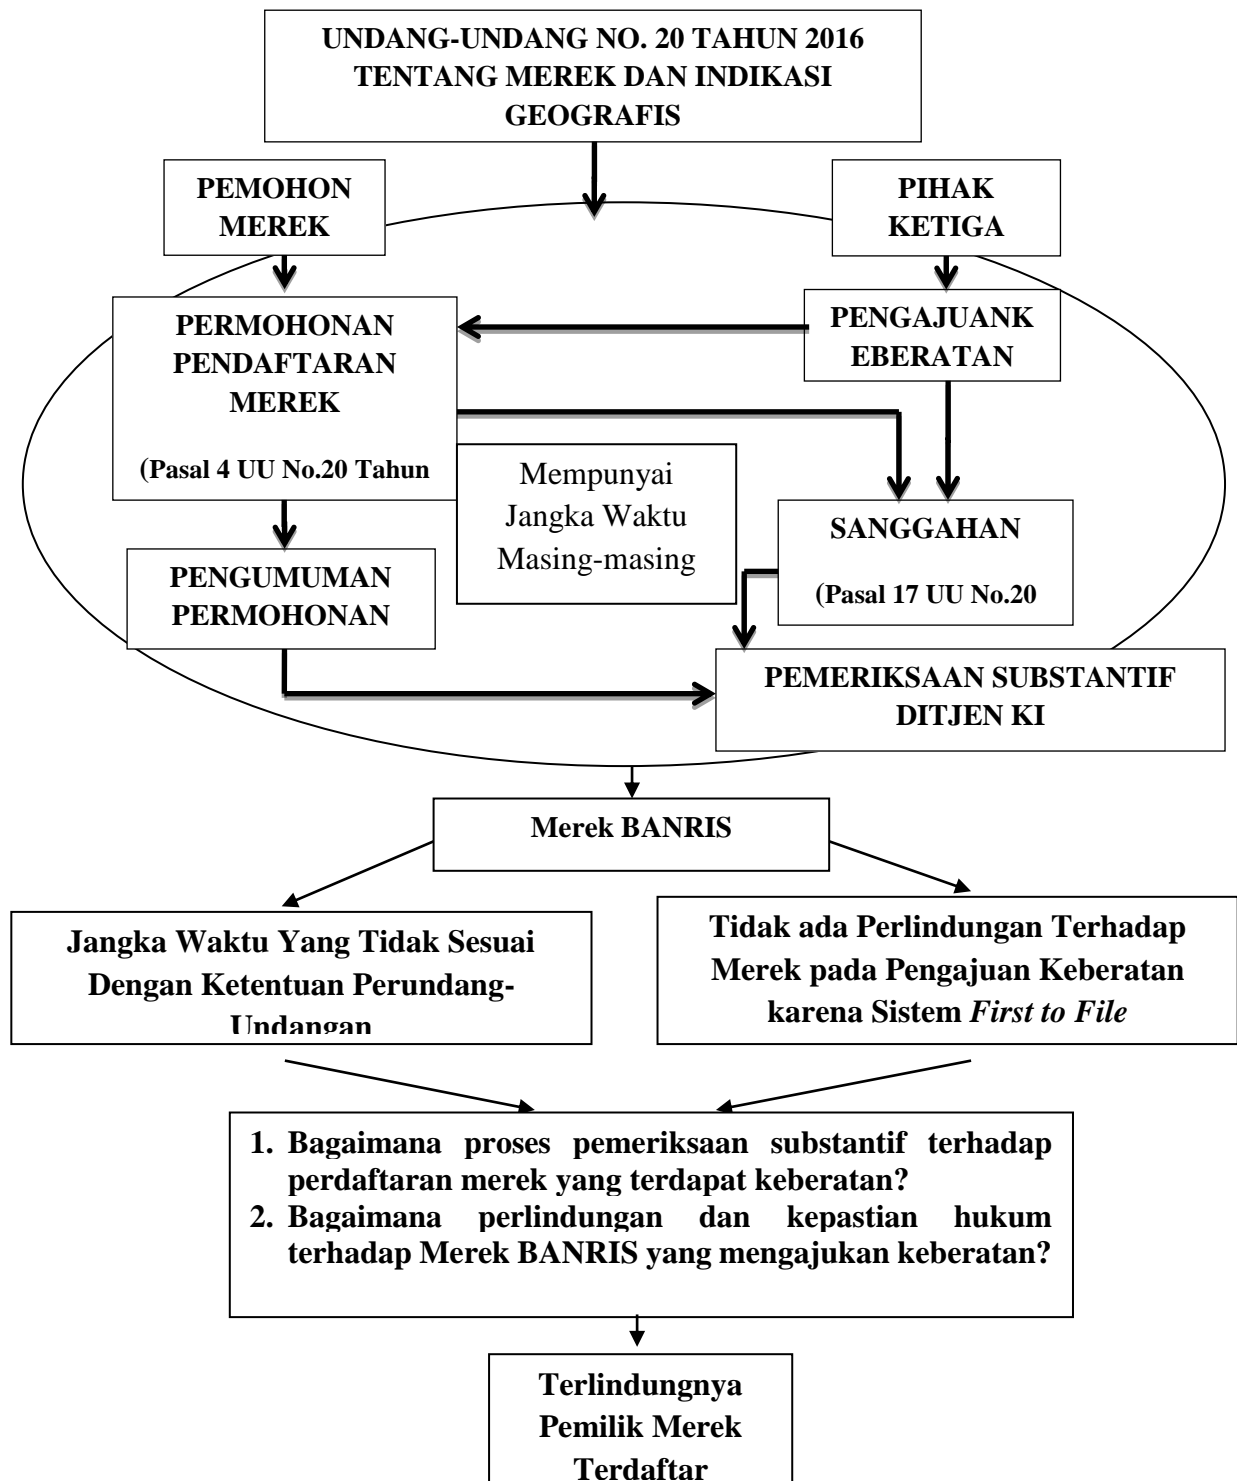 UNDANG-UNDANG NO. 20 TAHUN 2016
TENTANG MEREK DAN INDIKASI
GEOGRAFIS
PEMOHON
MEREK
PIHAK
KETIGA
PERMOHONAN
PENDAFTARAN
MEREK
(Pasal 4 UU No.20 Tahun
PENGAJUANK
EBERATAN
Mempunyai
Jangka Waktu
Masing-masing
SANGGAHAN
(Pasal 17 UU No.20
PENGUMUMAN
PERMOHONAN
PEMERIKSAAN SUBSTANTIF
DITJEN KI
Merek BANRIS
Jangka Waktu Yang Tidak Sesuai
Dengan Ketentuan Perundang-
Undangan
Tidak ada Perlindungan Terhadap
Merek pada Pengajuan Keberatan
karena Sistem First to File
1. Bagaimana proses pemeriksaan substantif terhadap
perdaftaran merek yang terdapat keberatan?
2. Bagaimana perlindungan dan kepastian hukum
terhadap Merek BANRIS yang mengajukan keberatan?
Terlindungnya
Pemilik Merek
Terdaftar